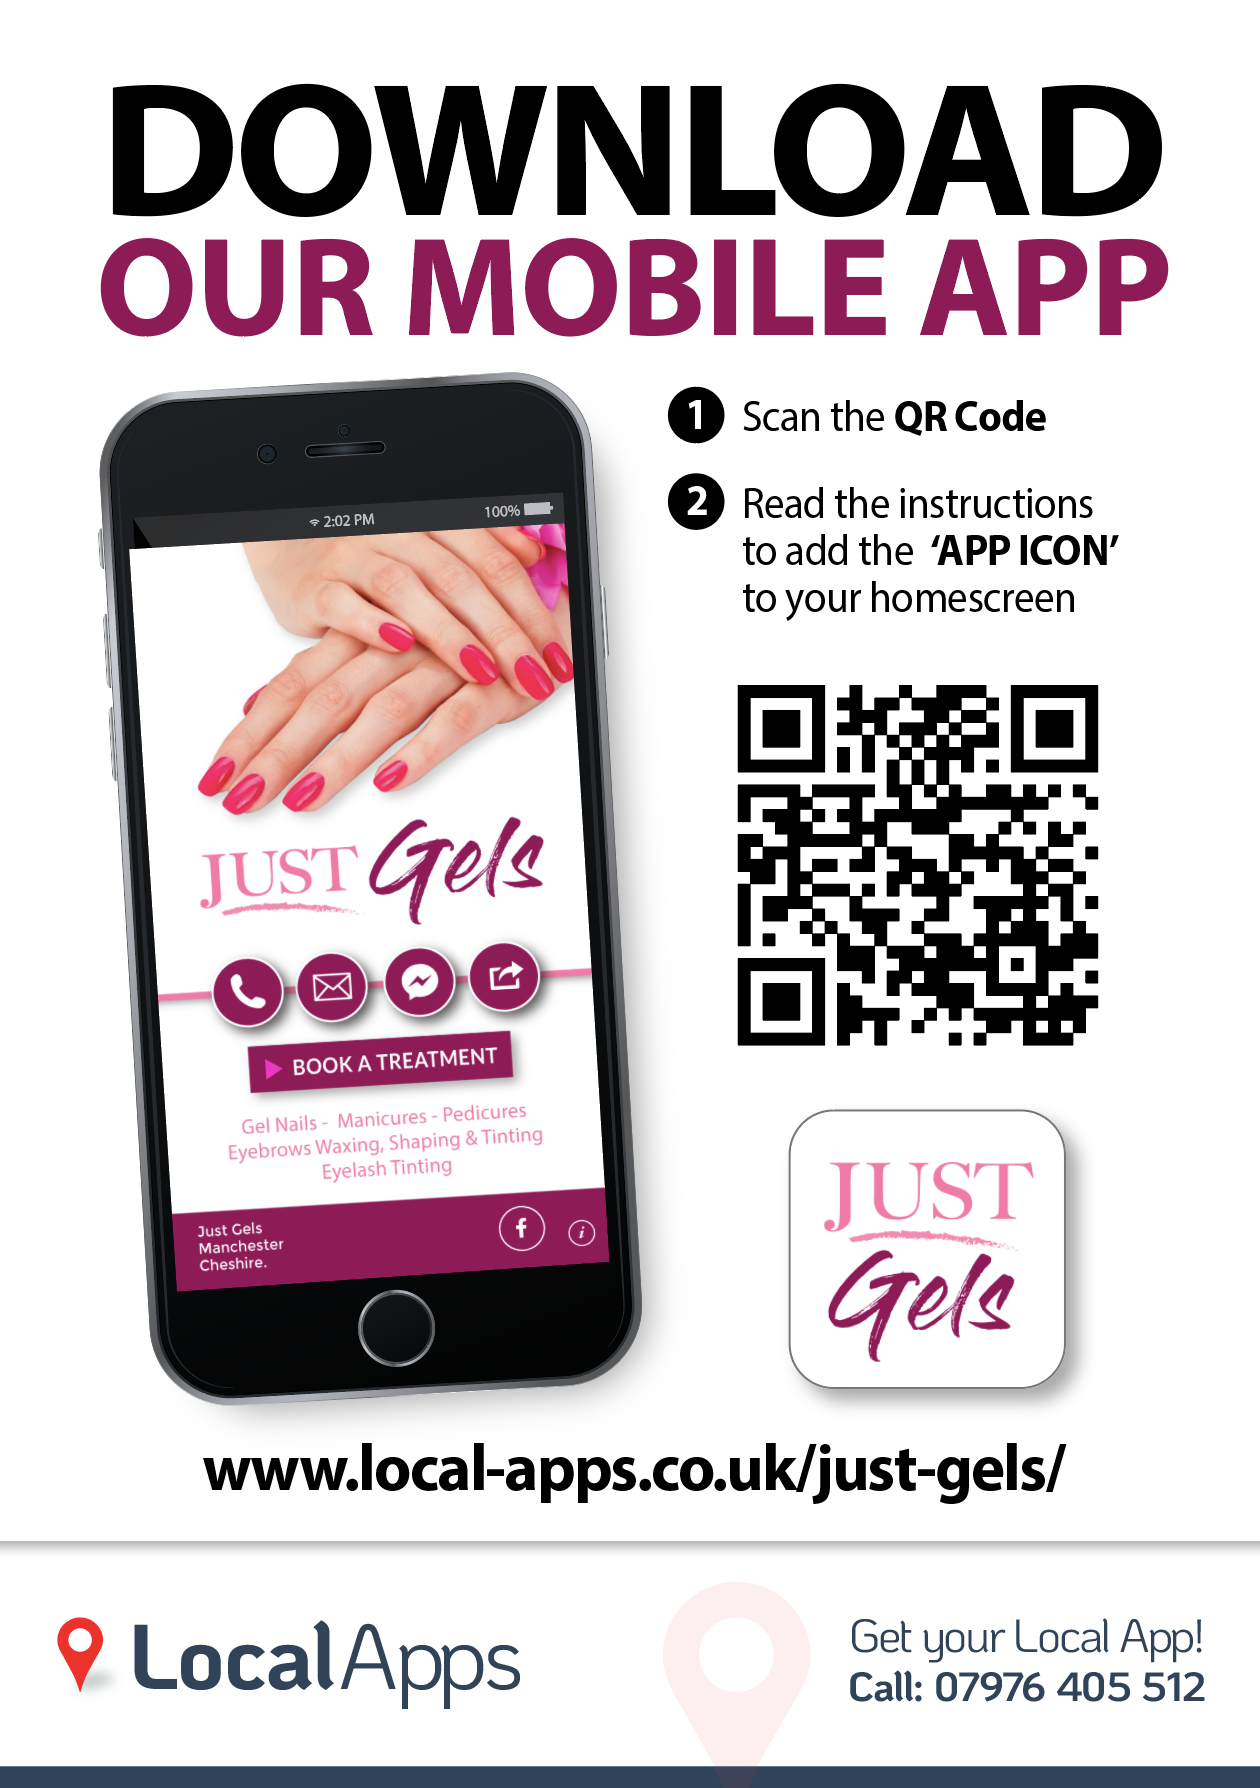 DOWNLOAD
OUR MOBILE APP
1 Scan the QR Code
2 Read the instructions
to add the ‘APP ICON’
to your homescreen
2:02 PM 100%
JUST Gels
BOOK A TREATMENT
Gel Nails - Manicures - Pedicures
Eyebrows Waxing, Shaping & Tinting
Eyelash Tinting
Just Gels
Manchester
Cheshire.
f i
JUST
Gels
www.local-apps.co.uk/just-gels/
LocalApps
Get your Local App!
Call: 07976 405 512